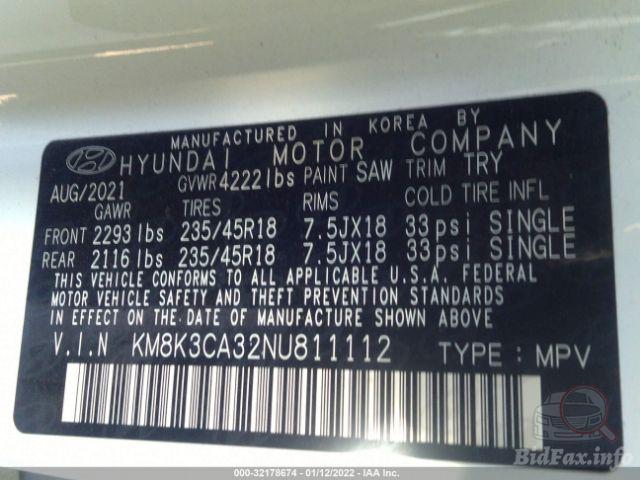 MANUFACTURED IN KOREA BY
HYUNDAI MOTOR COMPANY
AUG/2021 GVWR 4222 lbs PAINT SAW TRIM TRY
GAWR TIRES RIMS COLD TIRE INFL
FRONT 2293 lbs 235/45R18 7.5JX18 33psi SINGLE
REAR 2116 lbs 235/45R18 7.5JX18 33psi SINGLE
THIS VEHICLE CONFORMS TO ALL APPLICABLE U.S.A. FEDERAL
MOTOR VEHICLE SAFETY AND THEFT PREVENTION STANDARDS
IN EFFECT ON THE DATE OF MANUFACTURE SHOWN ABOVE
V.I.N KM8K3CA32NU811112 TYPE : MPV
BidFax.info
000-32178674 - 01/12/2022 - IAA Inc.